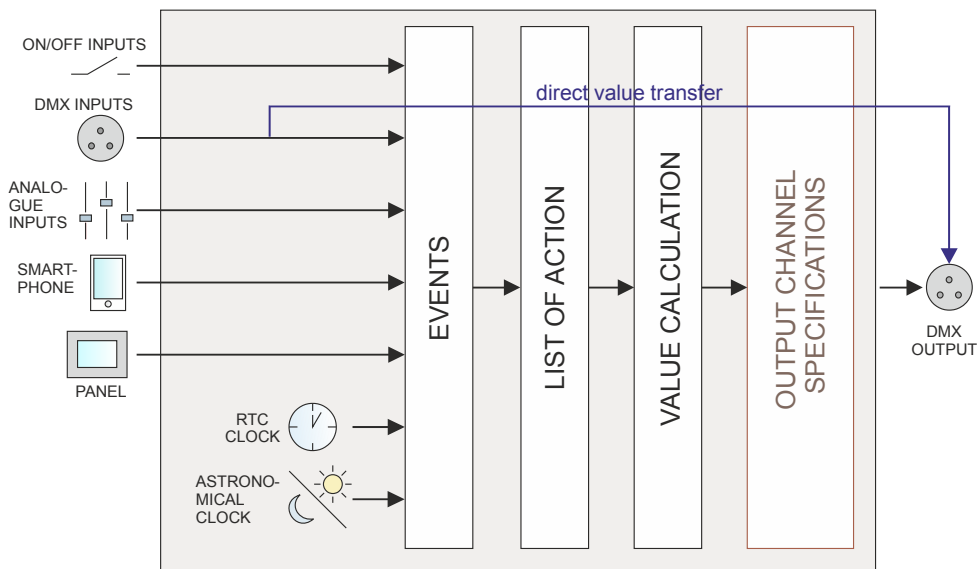 ON/OFF INPUTS
DMX INPUTS
ANALO-
GUE
INPUTS
SMART-
PHONE
PANEL
RTC
CLOCK
ASTRONO-
MICAL
CLOCK
direct value transfer
EVENTS
LIST OF ACTION
VALUE CALCULATION
OUTPUT CHANNEL
SPECIFICATIONS
DMX
OUTPUT